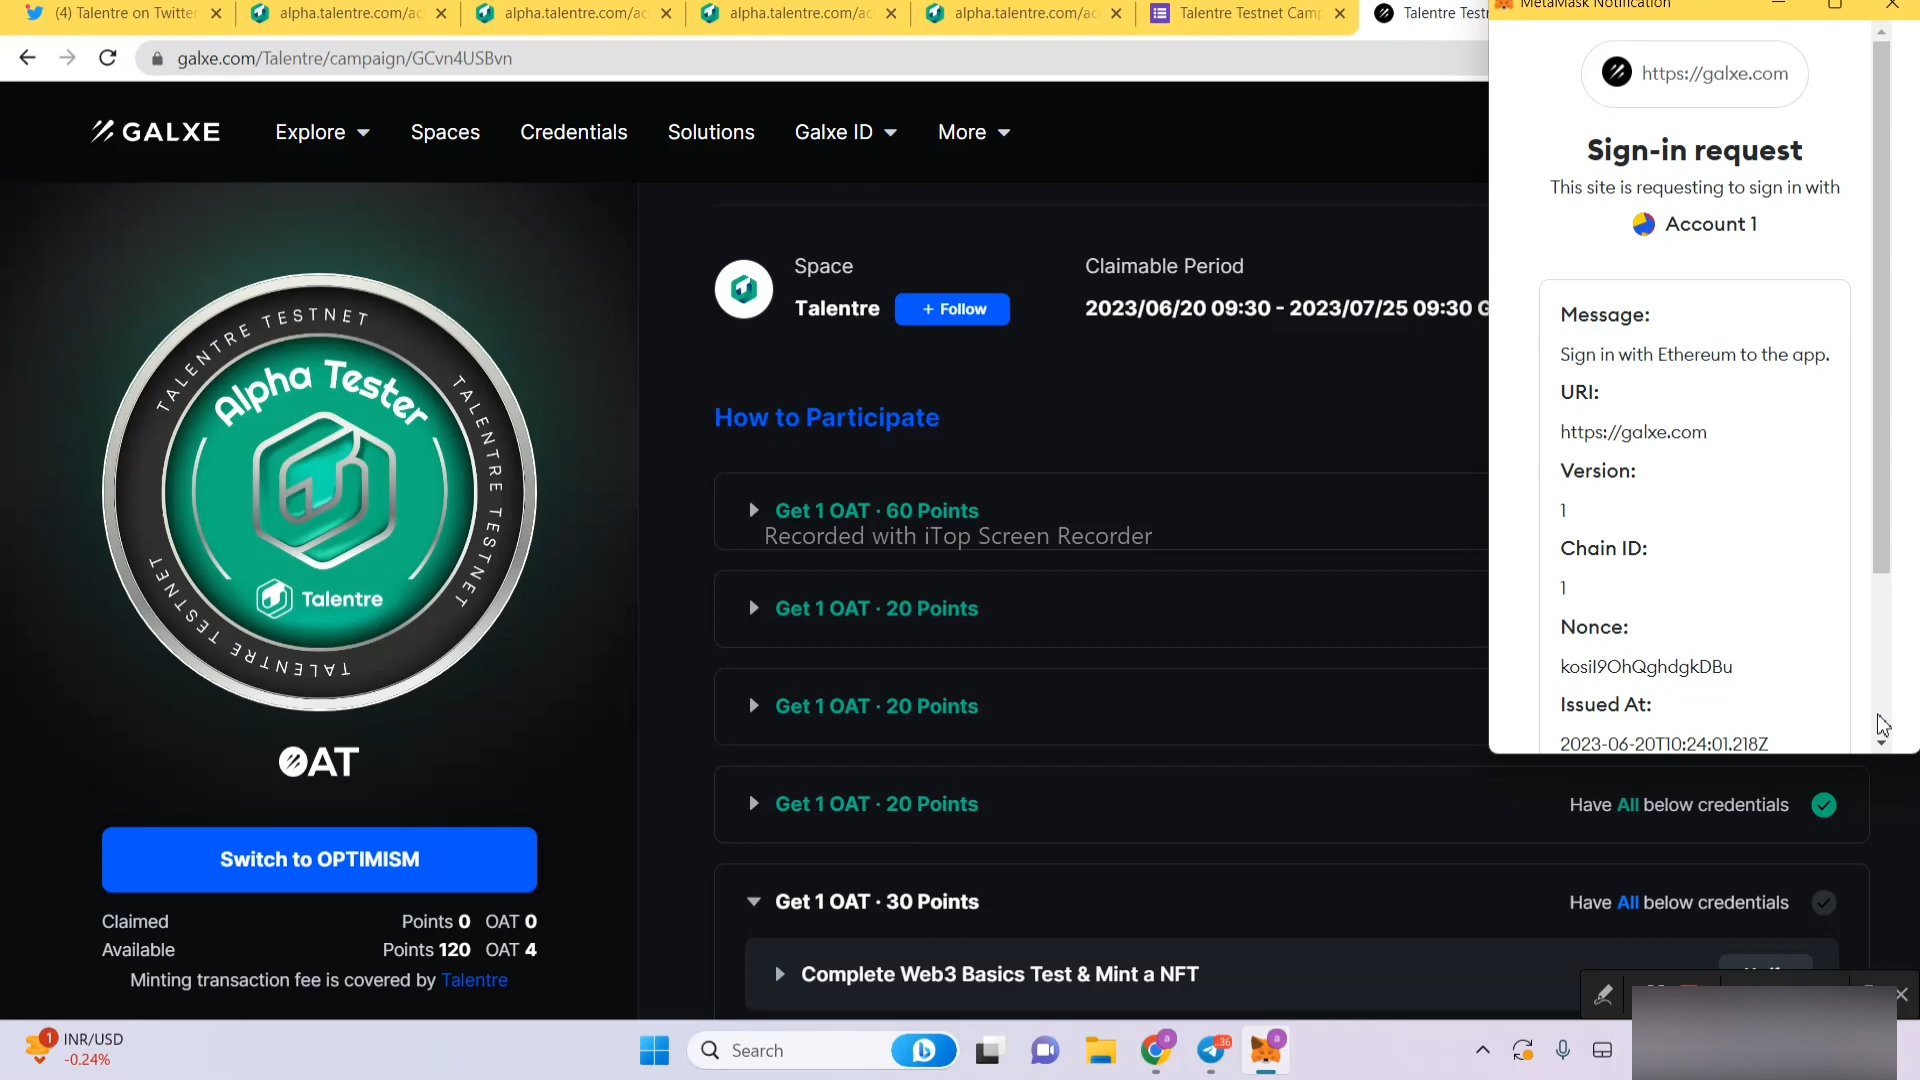 (4) Talentre on Twitter
alpha.talentre.com/ac
alpha.talentre.com/ac
alpha.talentre.com/ac
alpha.talentre.com/ac
Talentre Testnet Camp
Talentre Testn
MetaMask Notification
galxe.com/Talentre/campaign/GCvn4USBvn
GALXE
Explore
Spaces
Credentials
Solutions
Galxe ID
More
TALENTRE TESTNET
TALENTRE TESTNET
TALENTRE TESTNET
Alpha Tester
Talentre
OAT
Switch to OPTIMISM
Claimed Points 0 OAT 0
Available Points 120 OAT 4
Minting transaction fee is covered by Talentre
Space
Talentre
+ Follow
Claimable Period
2023/06/20 09:30 - 2023/07/25 09:30 G
How to Participate
Get 1 OAT · 60 Points
Recorded with iTop Screen Recorder
Get 1 OAT · 20 Points
Get 1 OAT · 20 Points
Get 1 OAT · 20 Points
Have All below credentials
Get 1 OAT · 30 Points
Have All below credentials
Complete Web3 Basics Test & Mint a NFT
https://galxe.com
Sign-in request
This site is requesting to sign in with
Account 1
Message:
Sign in with Ethereum to the app.
URI:
https://galxe.com
Version:
1
Chain ID:
1
Nonce:
kosil9OhQghdgkDBu
Issued At:
2023-06-20T10:24:01.218Z
1
INR/USD
-0.24%
Search
a
36
a